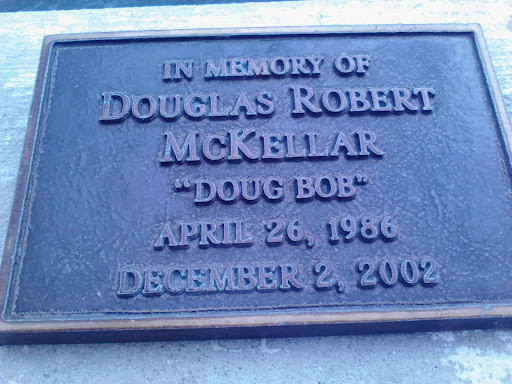 IN MEMORY OF
DOUGLAS ROBERT
MCKELLAR
"DOUG BOB"
APRIL 26, 1986
DECEMBER 2, 2002